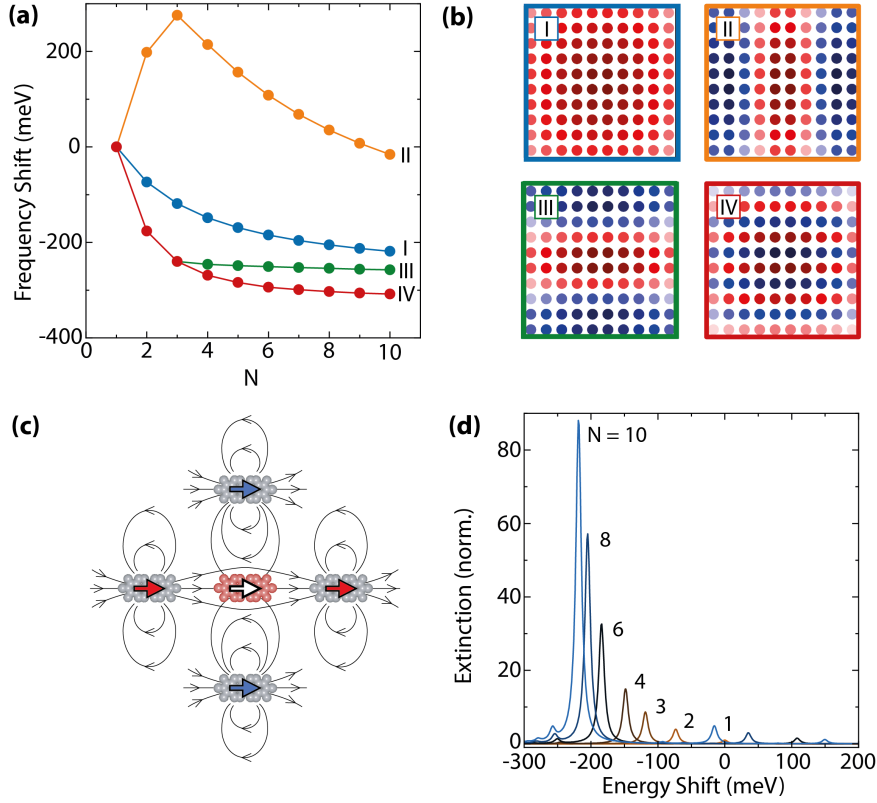 (a)
200
0
-200
-400
Frequency Shift (meV)
0 2 4 6 8 10
N
II
I
III
IV
(b)
I
II
III
IV
(c)
(d)
80
60
40
20
0
Extinction (norm.)
N = 10
8
6
4
3
2
1
-300 -200 -100 0 100 200
Energy Shift (meV)